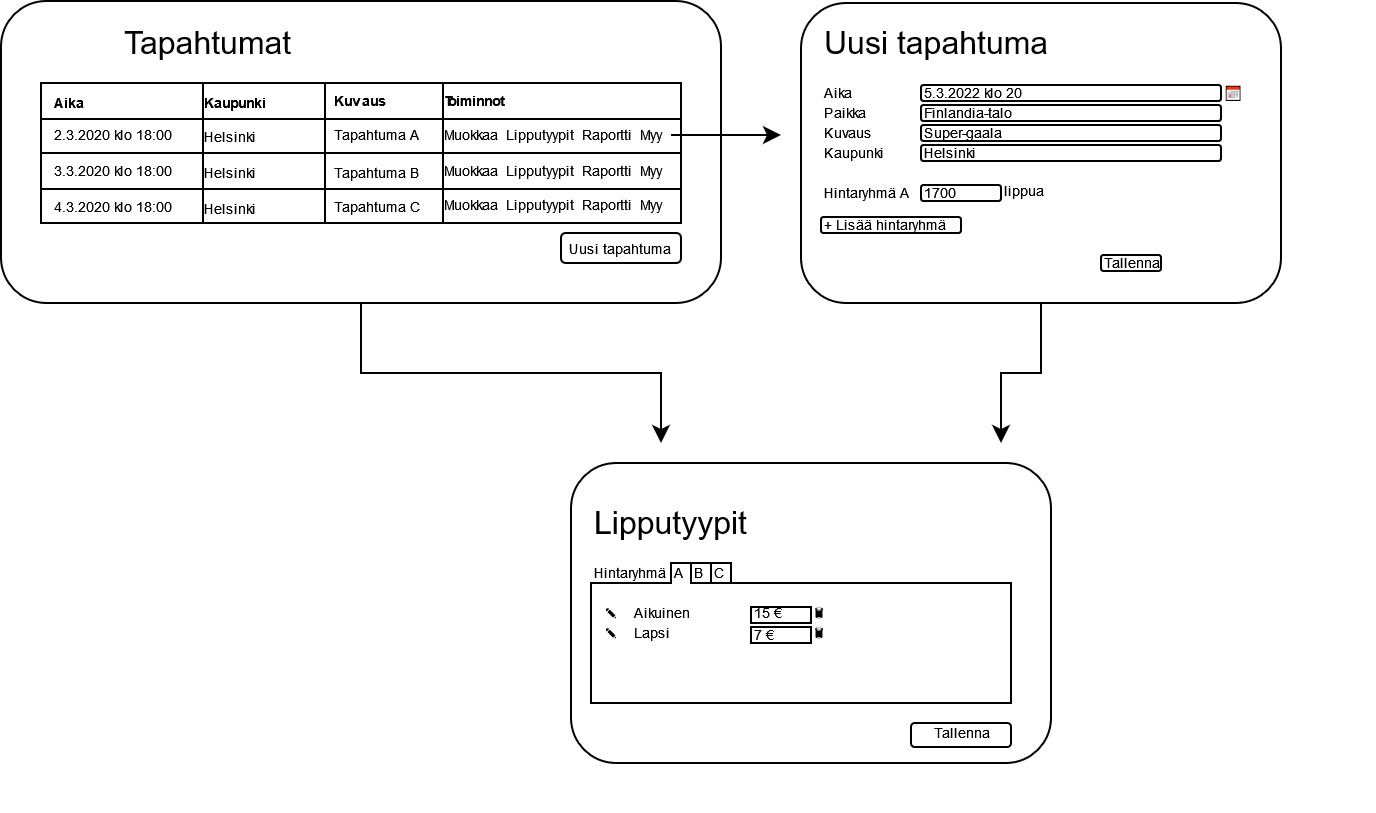 Tapahtumat
Aika Kaupunki Kuvaus Toiminnot
2.3.2020 klo 18:00 Helsinki Tapahtuma A Muokkaa Lipputyypit Raportti Myy
3.3.2020 klo 18:00 Helsinki Tapahtuma B Muokkaa Lipputyypit Raportti Myy
4.3.2020 klo 18:00 Helsinki Tapahtuma C Muokkaa Lipputyypit Raportti Myy
Uusi tapahtuma
Uusi tapahtuma
Aika 5.3.2022 klo 20
Paikka Finlandia-talo
Kuvaus Super-gaala
Kaupunki Helsinki
Hintaryhmä A 1700 lippua
+ Lisää hintaryhmä
Tallenna
Lipputyypit
Hintaryhmä A B C
Aikuinen 15 €
Lapsi 7 €
Tallenna